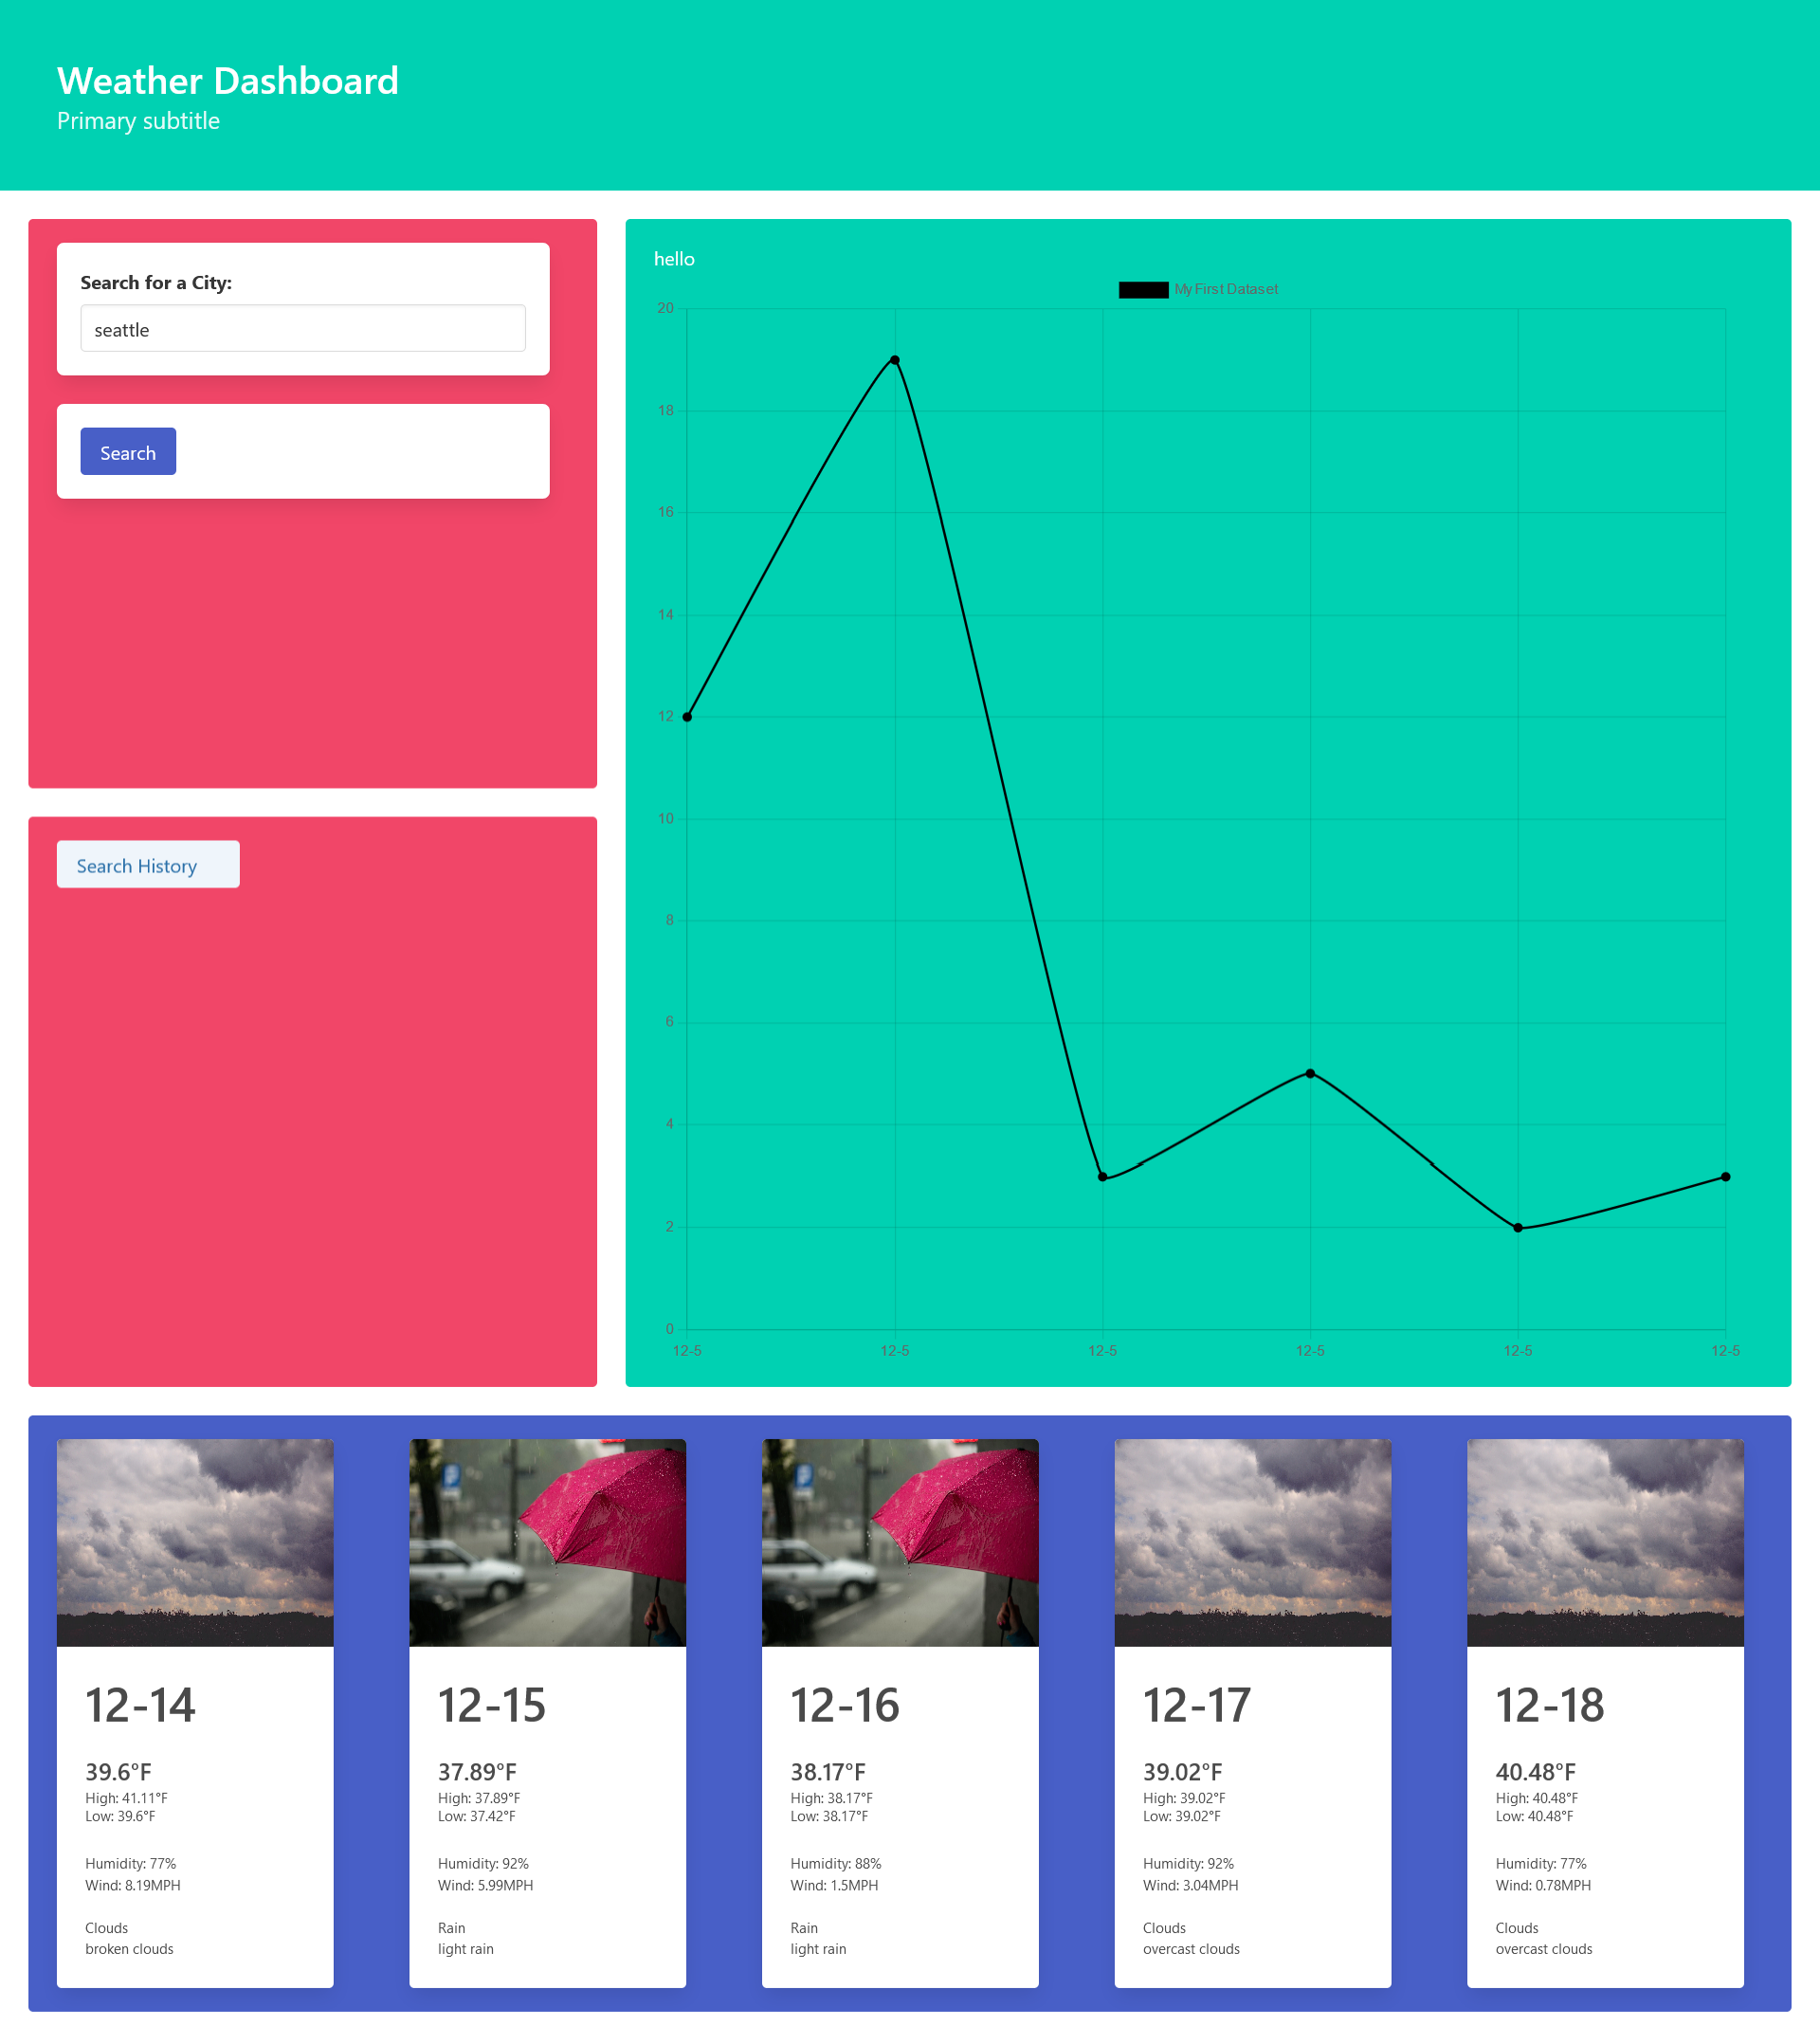 Weather Dashboard
Primary subtitle
Search for a City:
seattle
Search
Search History
hello
My First Dataset
20
18
16
14
12
10
8
6
4
2
0
12-5 12-5 12-5 12-5 12-5 12-5
12-14
39.6°F
High: 41.11°F
Low: 39.6°F
Humidity: 77%
Wind: 8.19MPH
Clouds
broken clouds
12-15
37.89°F
High: 37.89°F
Low: 37.42°F
Humidity: 92%
Wind: 5.99MPH
Rain
light rain
12-16
38.17°F
High: 38.17°F
Low: 38.17°F
Humidity: 88%
Wind: 1.5MPH
Rain
light rain
12-17
39.02°F
High: 39.02°F
Low: 39.02°F
Humidity: 92%
Wind: 3.04MPH
Clouds
overcast clouds
12-18
40.48°F
High: 40.48°F
Low: 40.48°F
Humidity: 77%
Wind: 0.78MPH
Clouds
overcast clouds